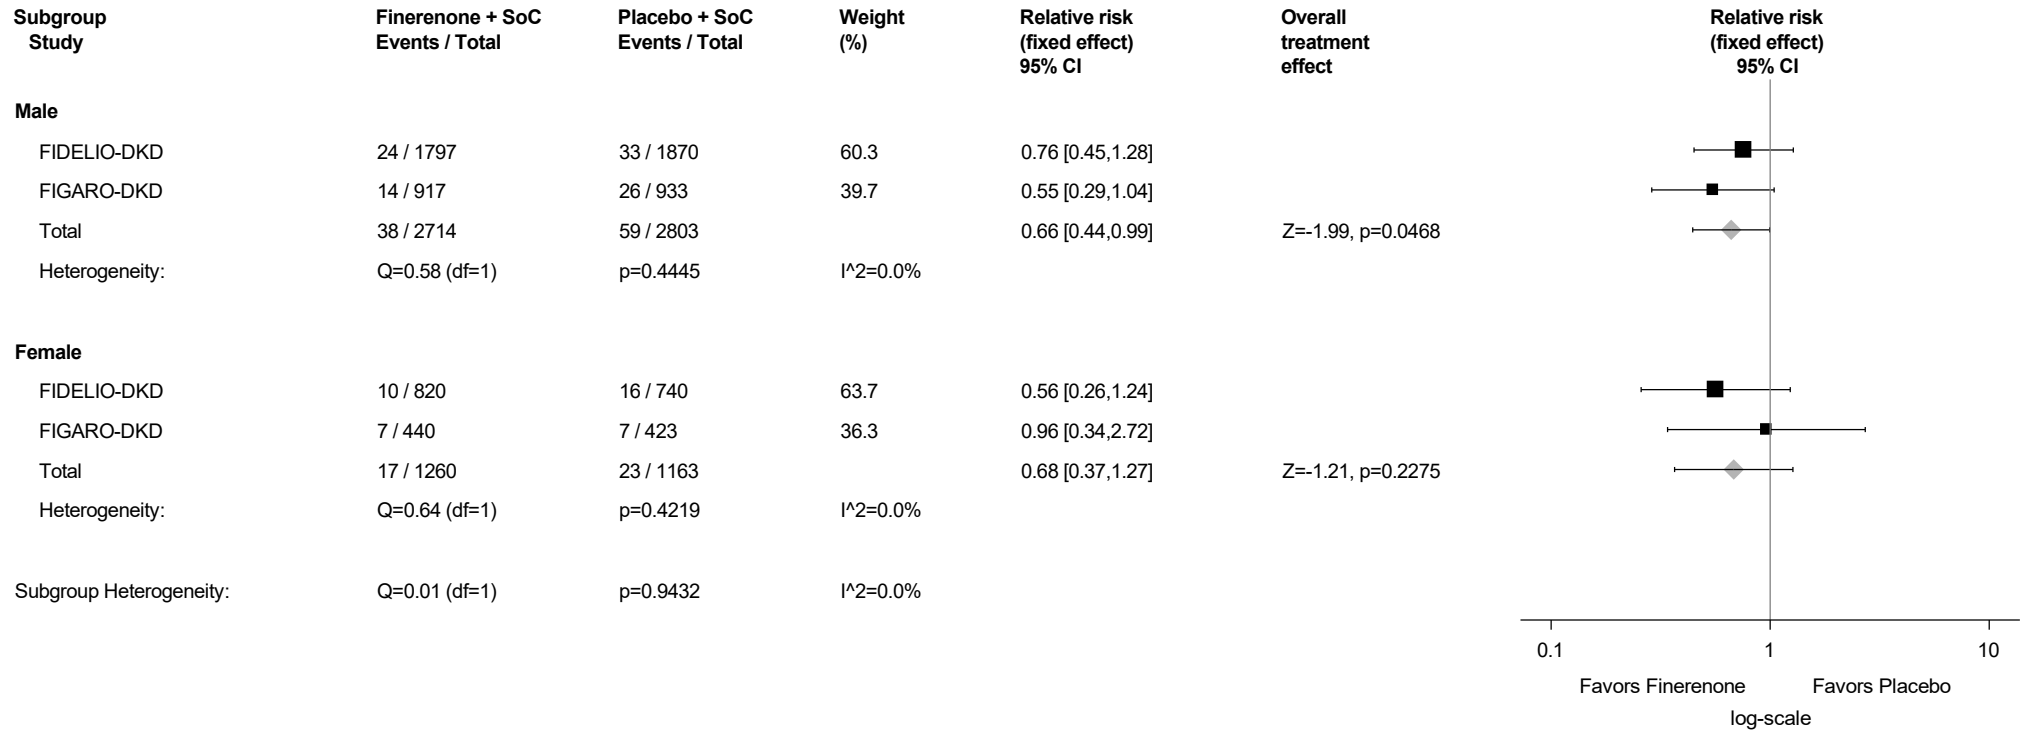 Subgroup Finerenone + SoC Placebo + SoC Weight Relative risk Overall Relative risk
Study Events / Total Events / Total (%) (fixed effect) treatment (fixed effect)
95% CI effect 95% CI
Male
FIDELIO-DKD 24 / 1797 33 / 1870 60.3 0.76 [0.45,1.28]
FIGARO-DKD 14 / 917 26 / 933 39.7 0.55 [0.29,1.04]
Total 38 / 2714 59 / 2803 0.66 [0.44,0.99] Z=-1.99, p=0.0468
Heterogeneity: Q=0.58 (df=1) p=0.4445 I^2=0.0%
Female
FIDELIO-DKD 10 / 820 16 / 740 63.7 0.56 [0.26,1.24]
FIGARO-DKD 7 / 440 7 / 423 36.3 0.96 [0.34,2.72]
Total 17 / 1260 23 / 1163 0.68 [0.37,1.27] Z=-1.21, p=0.2275
Heterogeneity: Q=0.64 (df=1) p=0.4219 I^2=0.0%
Subgroup Heterogeneity: Q=0.01 (df=1) p=0.9432 I^2=0.0%
0.1 1 10
Favors Finerenone Favors Placebo
log-scale